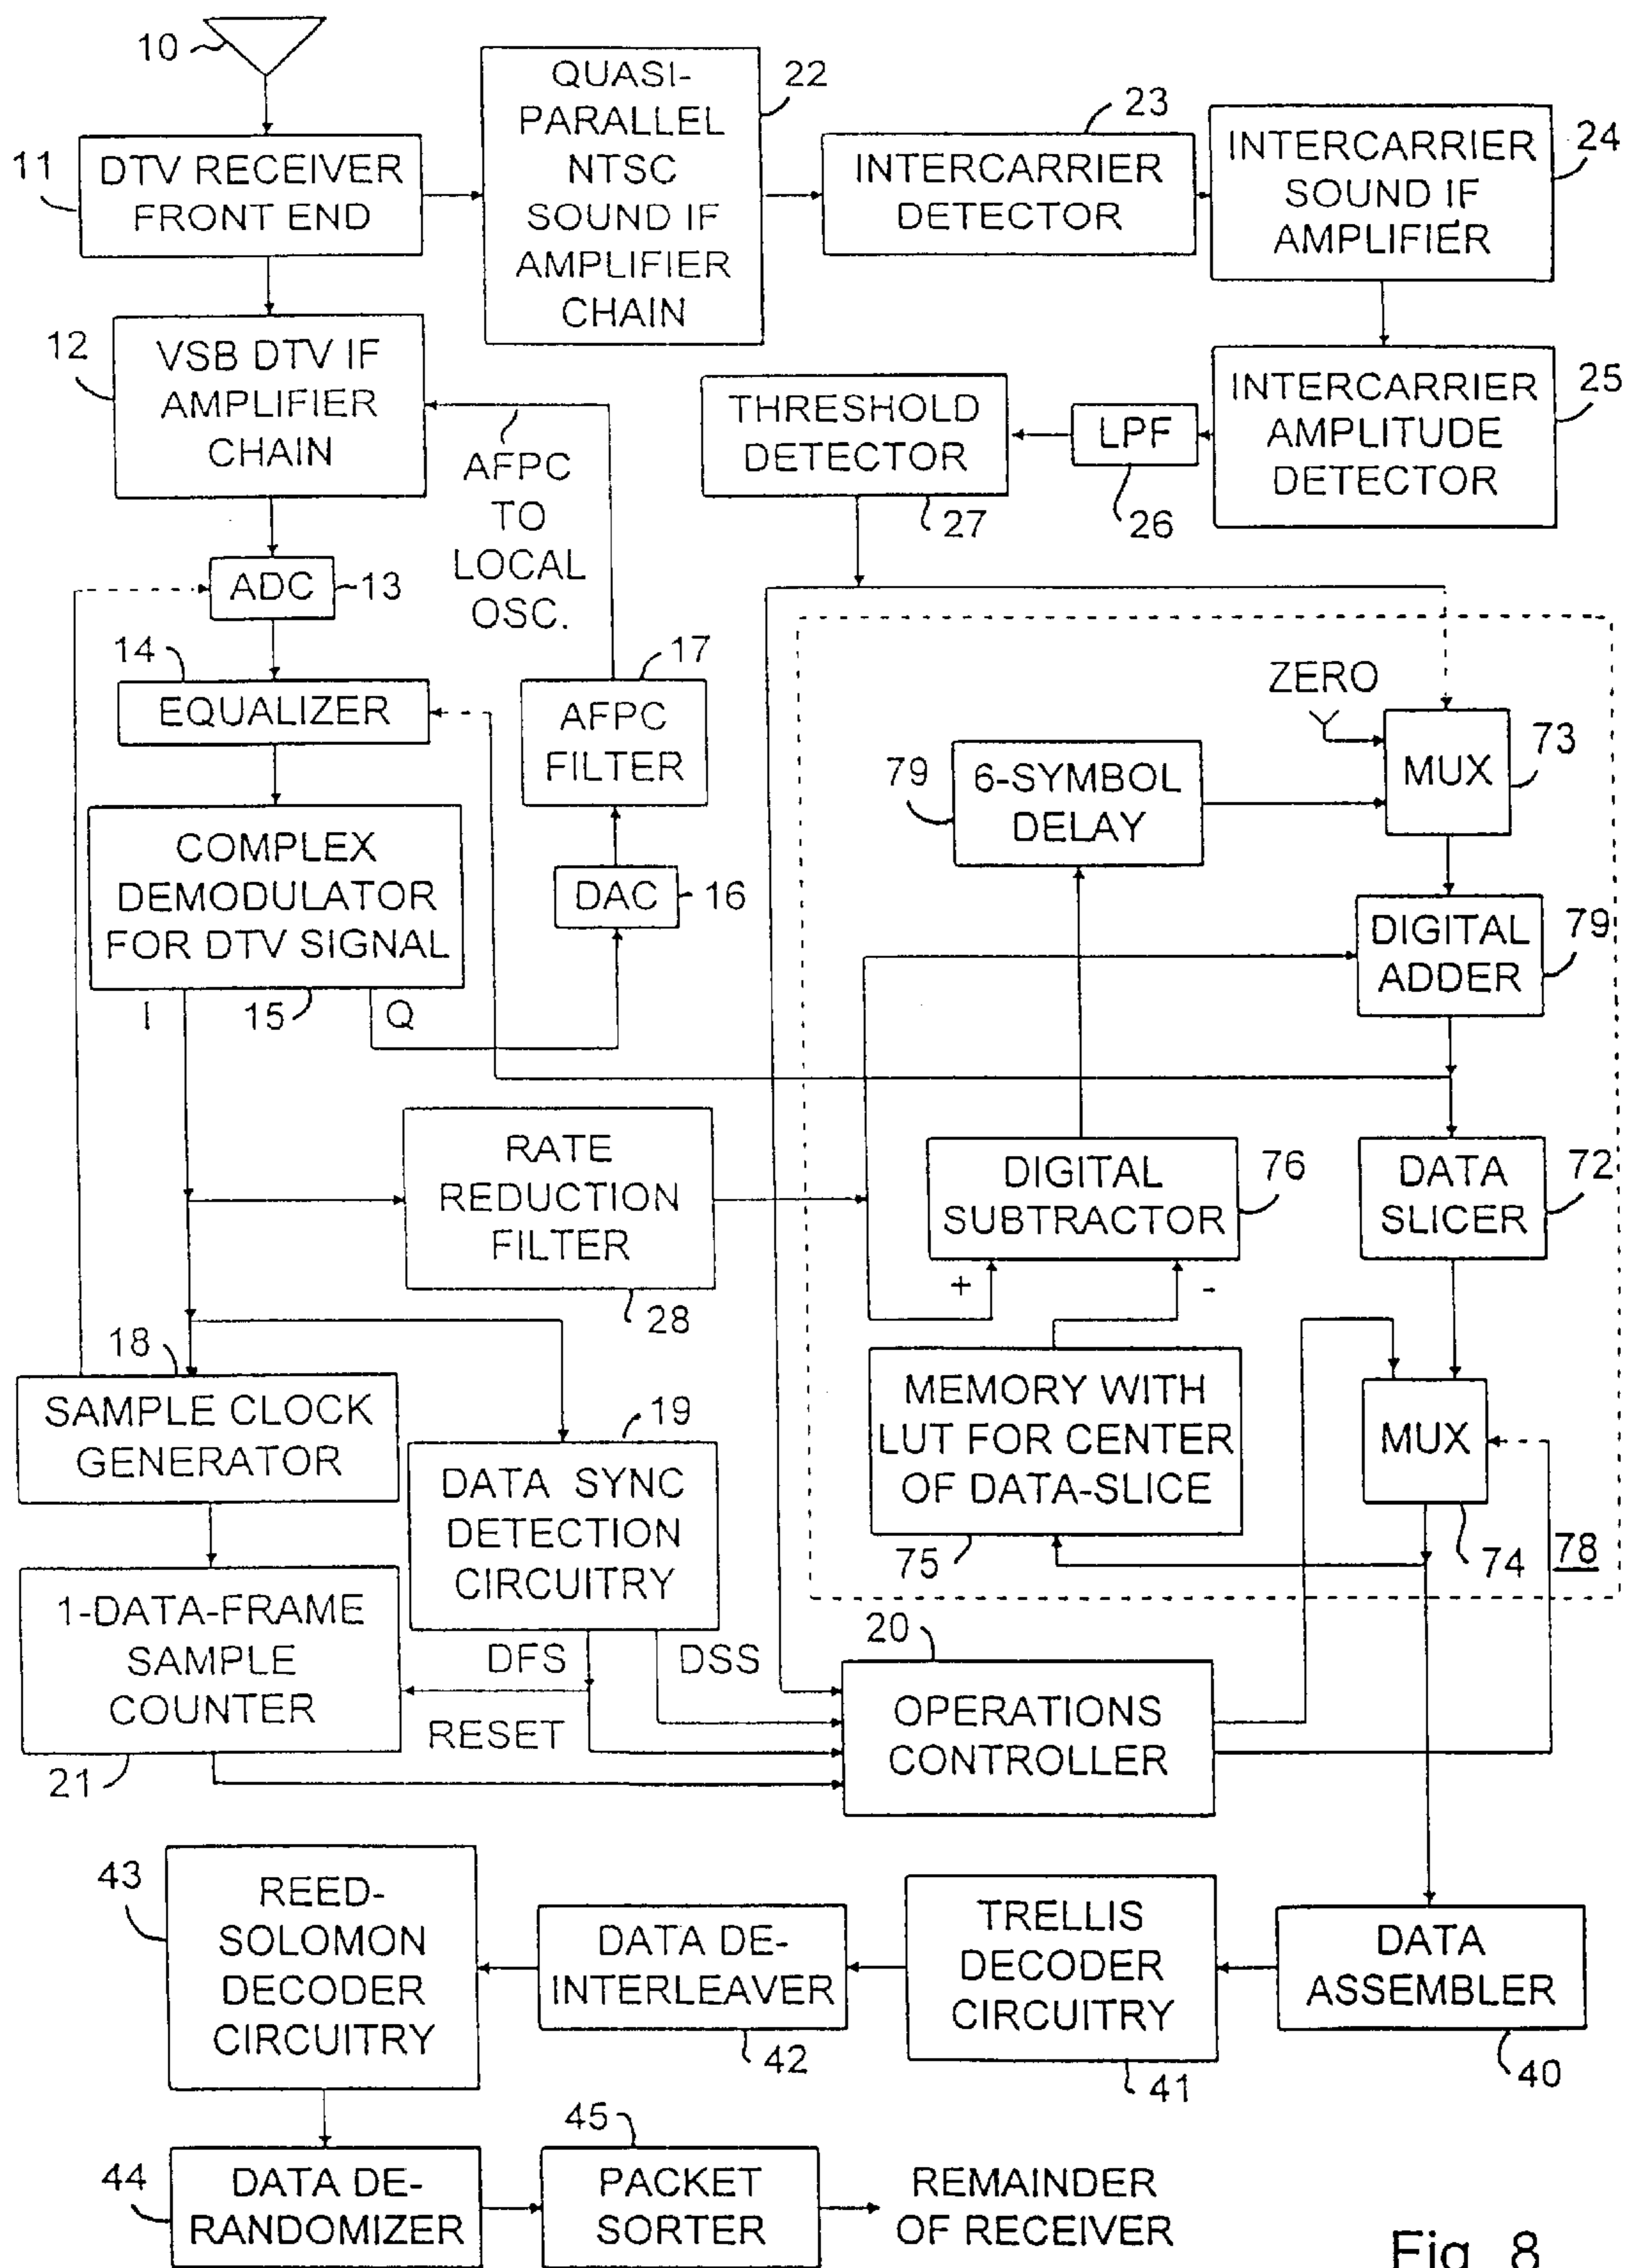 10
11
DTV RECEIVER
FRONT END
QUASI-
PARALLEL
NTSC
SOUND IF
AMPLIFIER
CHAIN
22
INTERCARRIER
DETECTOR
23
INTERCARRIER
SOUND IF
AMPLIFIER
24
12
VSB DTV IF
AMPLIFIER
CHAIN
AFPC
TO
LOCAL
OSC.
THRESHOLD
DETECTOR
27
LPF
26
INTERCARRIER
AMPLITUDE
DETECTOR
25
ADC
13
14
EQUALIZER
17
AFPC
FILTER
DAC
16
COMPLEX
DEMODULATOR
FOR DTV SIGNAL
I
15
Q
ZERO
MUX
73
79
6-SYMBOL
DELAY
DIGITAL
ADDER
79
RATE
REDUCTION
FILTER
28
DIGITAL
SUBTRACTOR
76
+
-
DATA
SLICER
72
18
SAMPLE CLOCK
GENERATOR
19
DATA SYNC
DETECTION
CIRCUITRY
MEMORY WITH
LUT FOR CENTER
OF DATA-SLICE
75
MUX
74
78
1-DATA-FRAME
SAMPLE
COUNTER
21
DFS
DSS
RESET
20
OPERATIONS
CONTROLLER
43
REED-
SOLOMON
DECODER
CIRCUITRY
DATA DE-
INTERLEAVER
42
TRELLIS
DECODER
CIRCUITRY
41
DATA
ASSEMBLER
40
44
DATA DE-
RANDOMIZER
45
PACKET
SORTER
REMAINDER
OF RECEIVER
Fig. 8